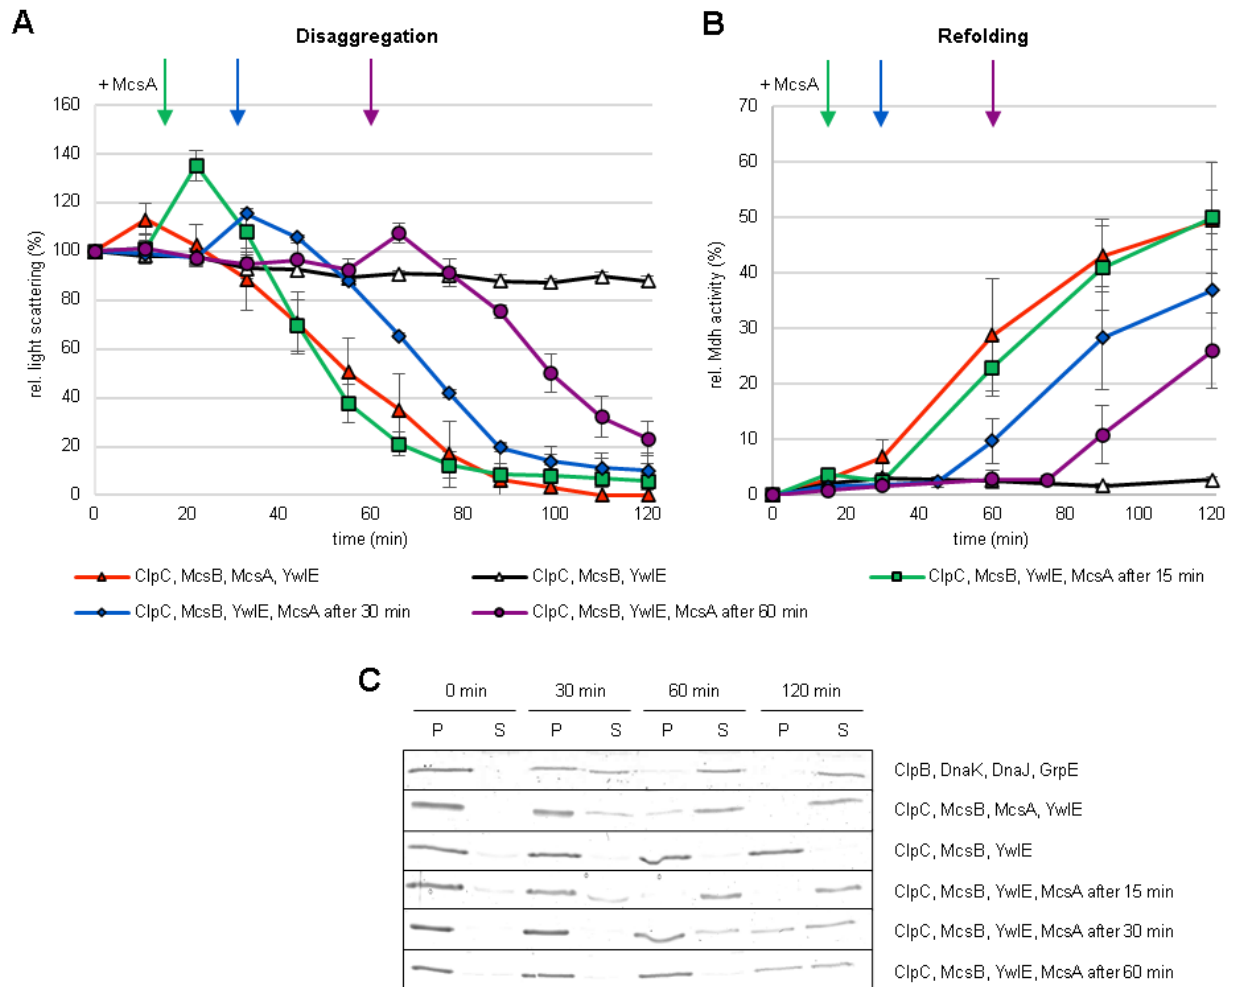 A
Disaggregation
+ McsA
160
140
120
100
80
60
40
20
0
rel. light scattering (%)
0 20 40 60 80 100 120
time (min)
B
Refolding
+ McsA
70
60
50
40
30
20
10
0
rel. Mdh activity (%)
0 20 40 60 80 100 120
time (min)
ClpC, McsB, McsA, YwlE
ClpC, McsB, YwlE
ClpC, McsB, YwlE, McsA after 15 min
ClpC, McsB, YwlE, McsA after 30 min
ClpC, McsB, YwlE, McsA after 60 min
C
0 min 30 min 60 min 120 min
P S P S P S P S
ClpB, DnaK, DnaJ, GrpE
ClpC, McsB, McsA, YwlE
ClpC, McsB, YwlE
ClpC, McsB, YwlE, McsA after 15 min
ClpC, McsB, YwlE, McsA after 30 min
ClpC, McsB, YwlE, McsA after 60 min